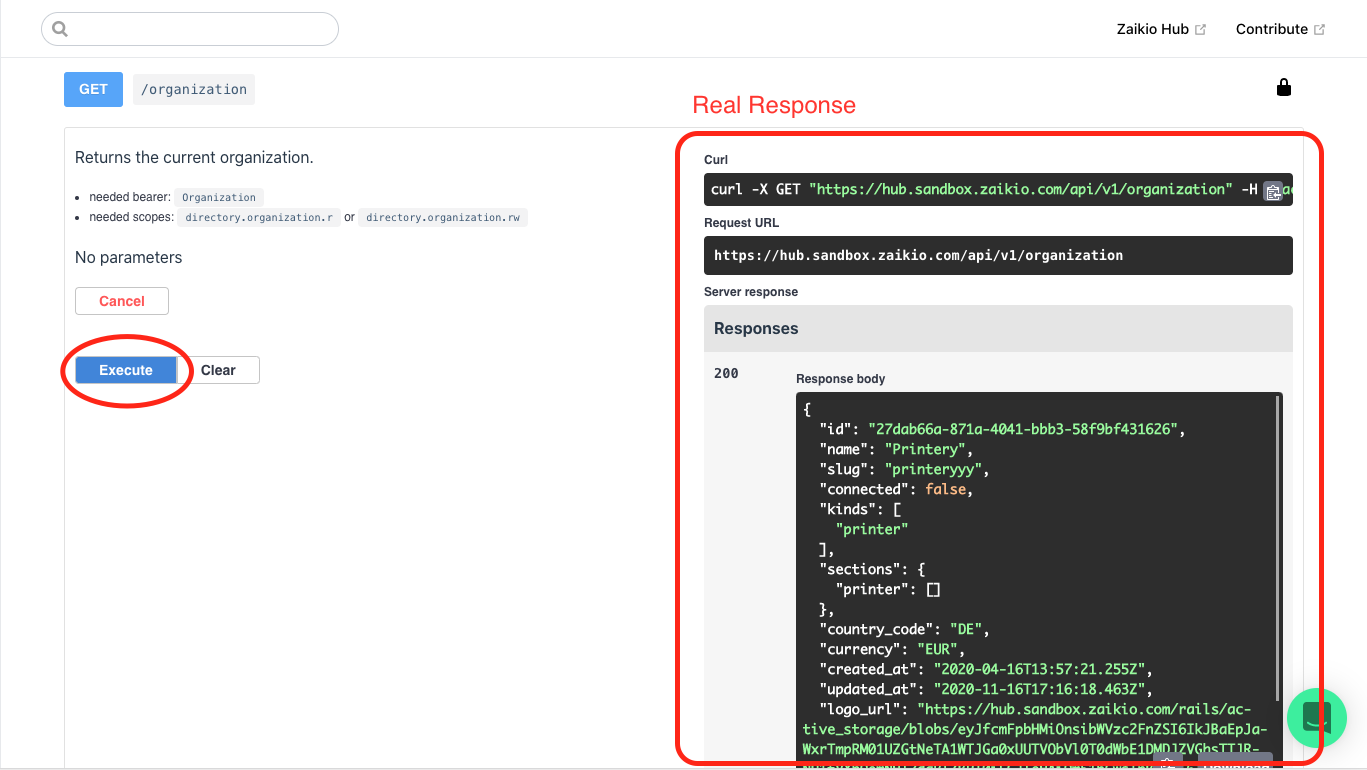 Zaikio Hub
Contribute
GET /organization
Real Response
Returns the current organization.
needed bearer: Organization
needed scopes: directory.organization.r or directory.organization.rw
No parameters
Cancel
Execute
Clear
Curl
curl -X GET "https://hub.sandbox.zaikio.com/api/v1/organization" -H
Request URL
https://hub.sandbox.zaikio.com/api/v1/organization
Server response
Responses
200
Response body
{
"id": "27dab66a-871a-4041-bbb3-58f9bf431626",
"name": "Printery",
"slug": "printeryyy",
"connected": false,
"kinds": [
"printer"
],
"sections": {
"printer": []
},
"country_code": "DE",
"currency": "EUR",
"created_at": "2020-04-16T13:57:21.255Z",
"updated_at": "2020-11-16T17:16:18.463Z",
"logo_url": "https://hub.sandbox.zaikio.com/rails/ac-
tive_storage/blobs/eyJfcmFpbHMiOnsibWVzc2FnZSI6IkJBaEpJa-
WxrTmpRM01UZGtNeTA1WTJGa0xUUTVObVl0T0dWbE1DMDJZVGhsTTJR-